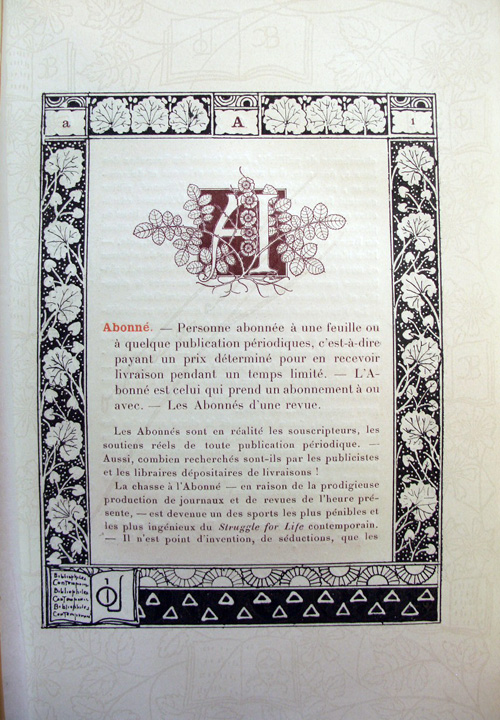 a
A
1
A
Abonné. — Personne abonnée à une feuille ou
à quelque publication périodiques, c'est-à-dire
payant un prix déterminé pour en recevoir
livraison pendant un temps limité. — L'A-
bonné est celui qui prend un abonnement à ou
avec. — Les Abonnés d'une revue.
Les Abonnés sont en réalité les souscripteurs, les
soutiens réels de toute publication périodique. —
Aussi, combien recherchés sont-ils par les publicistes
et les libraires dépositaires de livraisons !
La chasse à l'Abonné — en raison de la prodigieuse
production de journaux et de revues de l'heure pré-
sente, — est devenue un des sports les plus pénibles et
les plus ingénieux du Struggle for Life contemporain.
— Il n'est point d'invention, de séductions, que les
Bibliophiles
Contemporains
Bibliophiles
Contemporains
Bibliophiles
Contemporains